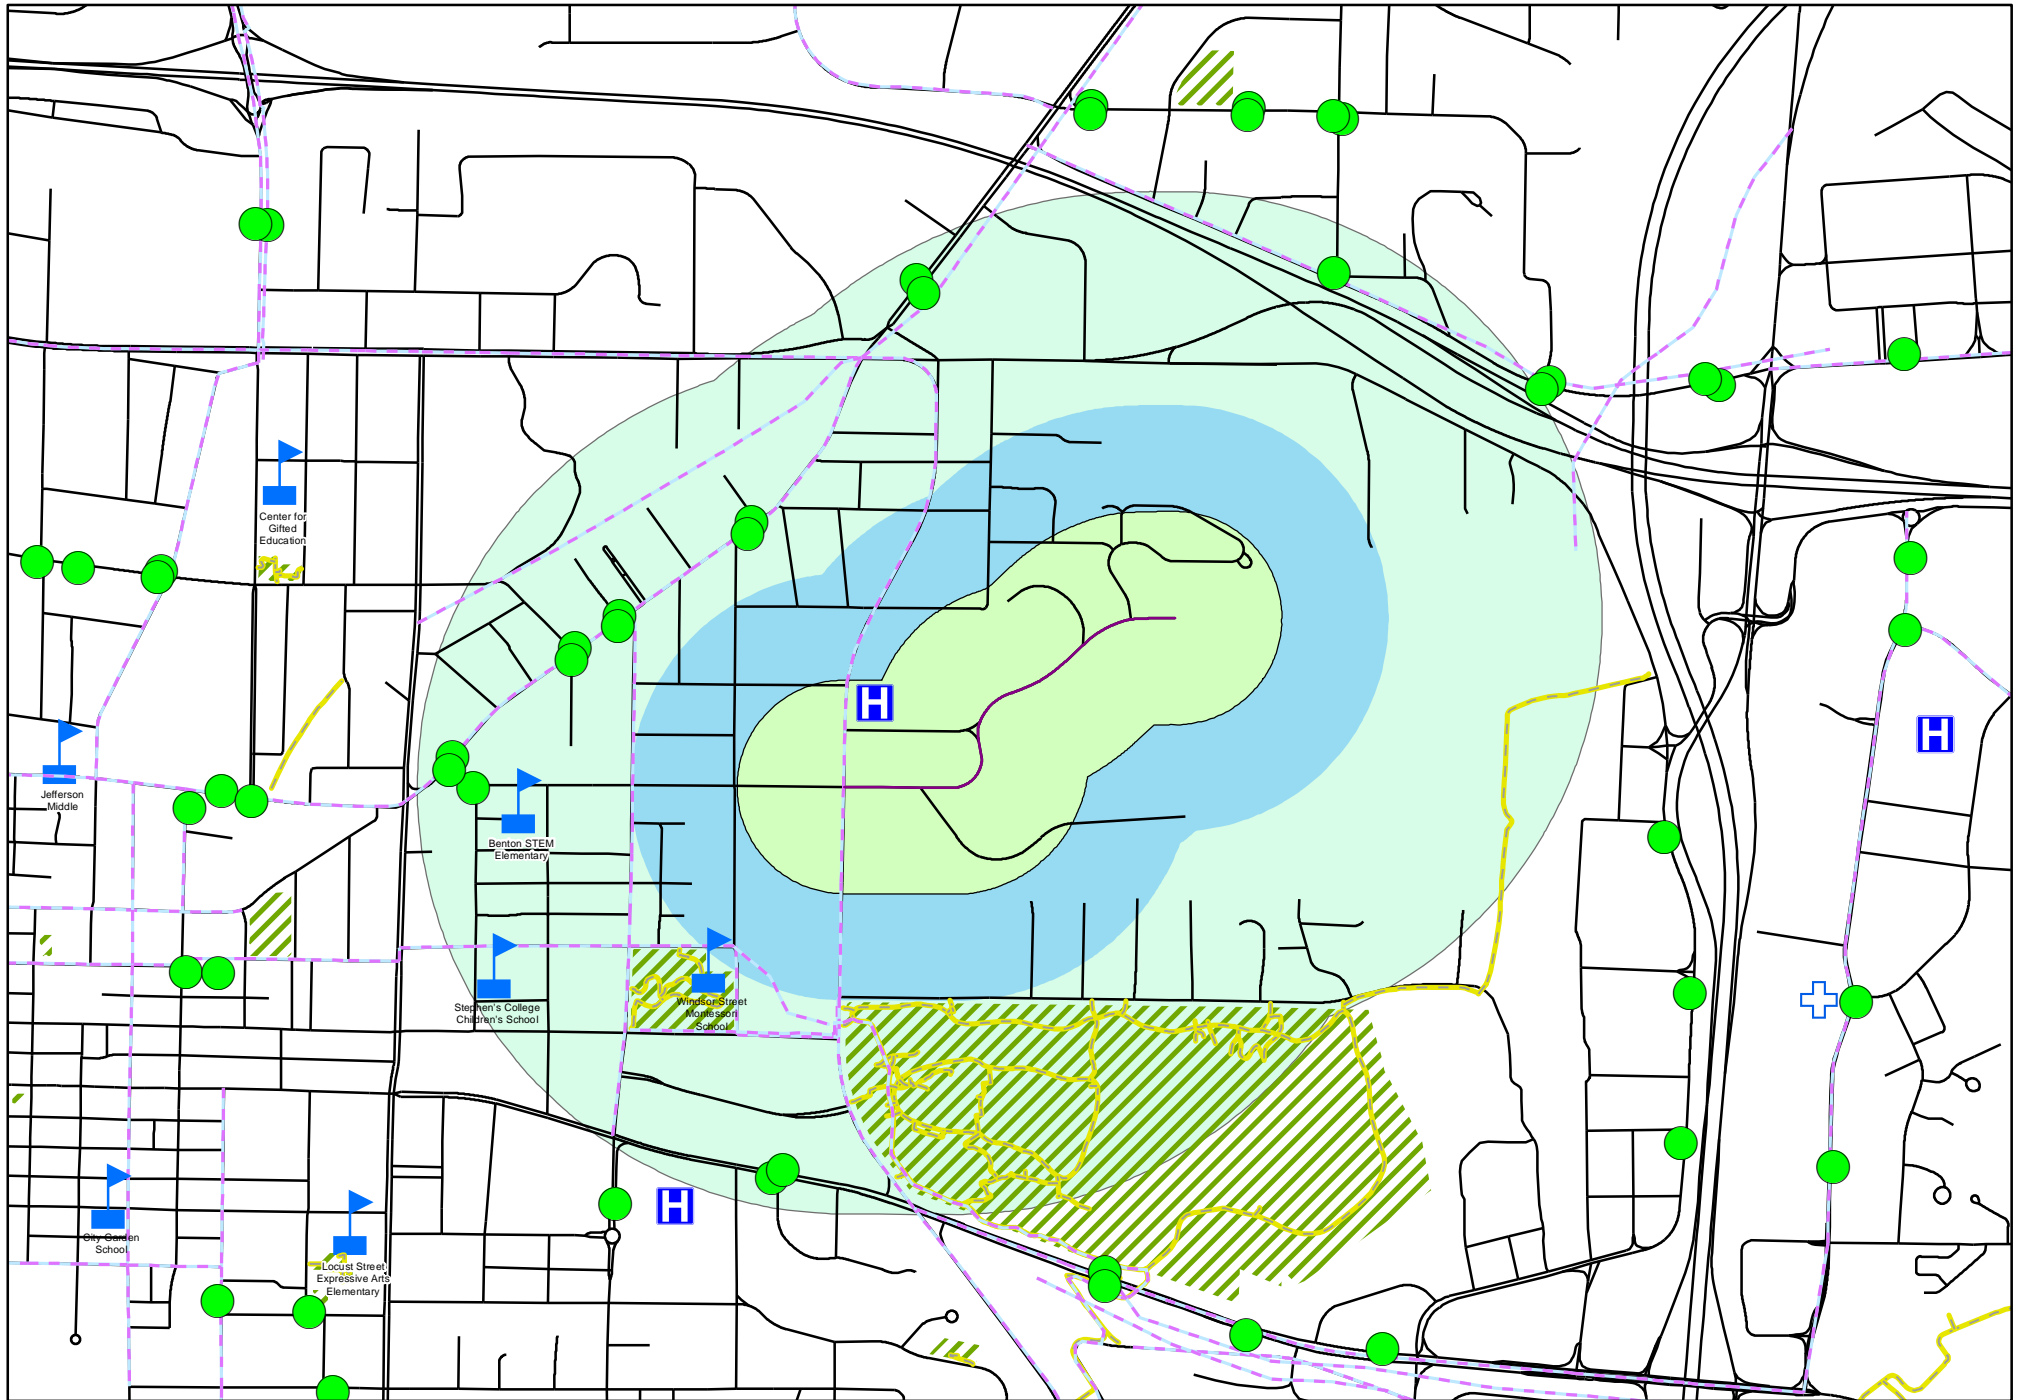 Center for
Gifted
Education
H
H
Jefferson
Middle
Benton STEM
Elementary
Stephen's College
Children's School
Windsor Street
Montessori
School
H
City Garden
School
Locust Street
Expressive Arts
Elementary